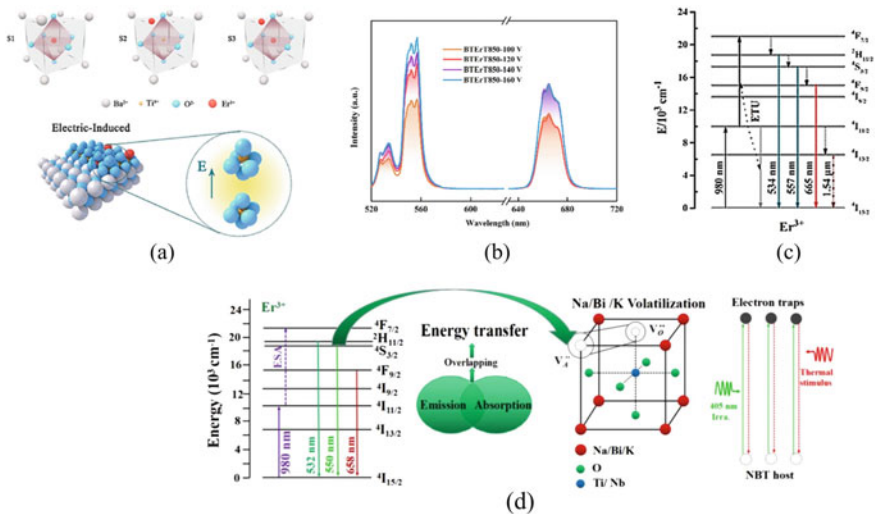 S1
S2
S3
Ba²⁺
Ti⁴⁺
O²⁻
Er³⁺
Electric-Induced
E
(a)
BTErT850-100 V
BTErT850-120 V
BTErT850-140 V
BTErT850-160 V
Intensity (a.u.)
520
560
600
640
680
720
Wavelength (nm)
(b)
E/10³ cm⁻¹
24
20
16
12
8
4
0
⁴F₇/₂
²H₁₁/₂
⁴S₃/₂
⁴F₉/₂
⁴I₉/₂
⁴I₁₁/₂
⁴I₁₃/₂
⁴I₁₅/₂
ETU
980 nm
534 nm
557 nm
665 nm
1.54 μm
Er³⁺
(c)
Energy (10³ cm⁻¹)
24
20
16
12
8
4
0
Er³⁺
⁴F₇/₂
²H₁₁/₂
⁴S₃/₂
⁴F₉/₂
⁴I₉/₂
⁴I₁₁/₂
⁴I₁₃/₂
⁴I₁₅/₂
ESA
980 nm
532 nm
550 nm
658 nm
Energy transfer
Overlapping
Emission
Absorption
Na/Bi /K Volatilization
V_A''
V_O¨
Na/Bi/K
O
Ti/ Nb
Electron traps
405 nm
Irra.
Thermal
stimulus
NBT host
(d)